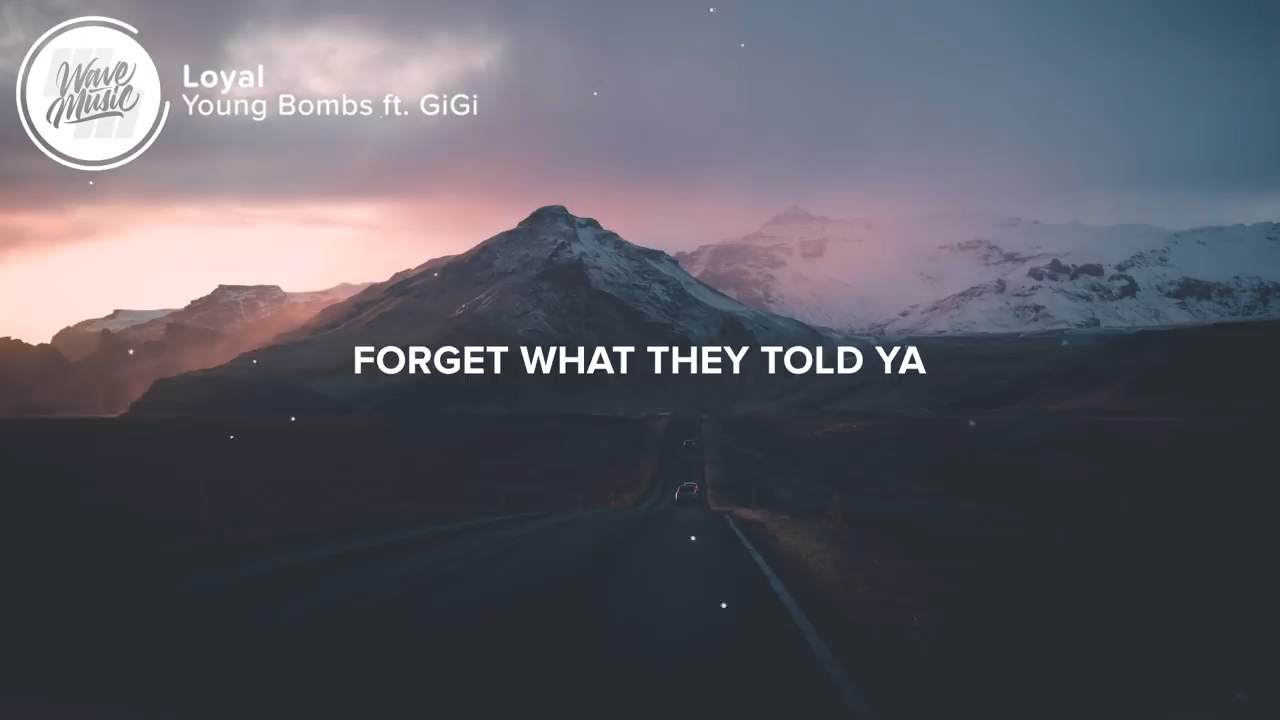 Wave
Music
Loyal
Young Bombs ft. GiGi
FORGET WHAT THEY TOLD YA